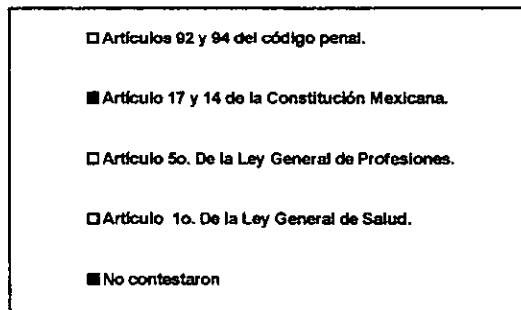 Artículos 92 y 94 del código penal.
Artículo 17 y 14 de la Constitución Mexicana.
Artículo 5o. De la Ley General de Profesiones.
Artículo 1o. De la Ley General de Salud.
No contestaron